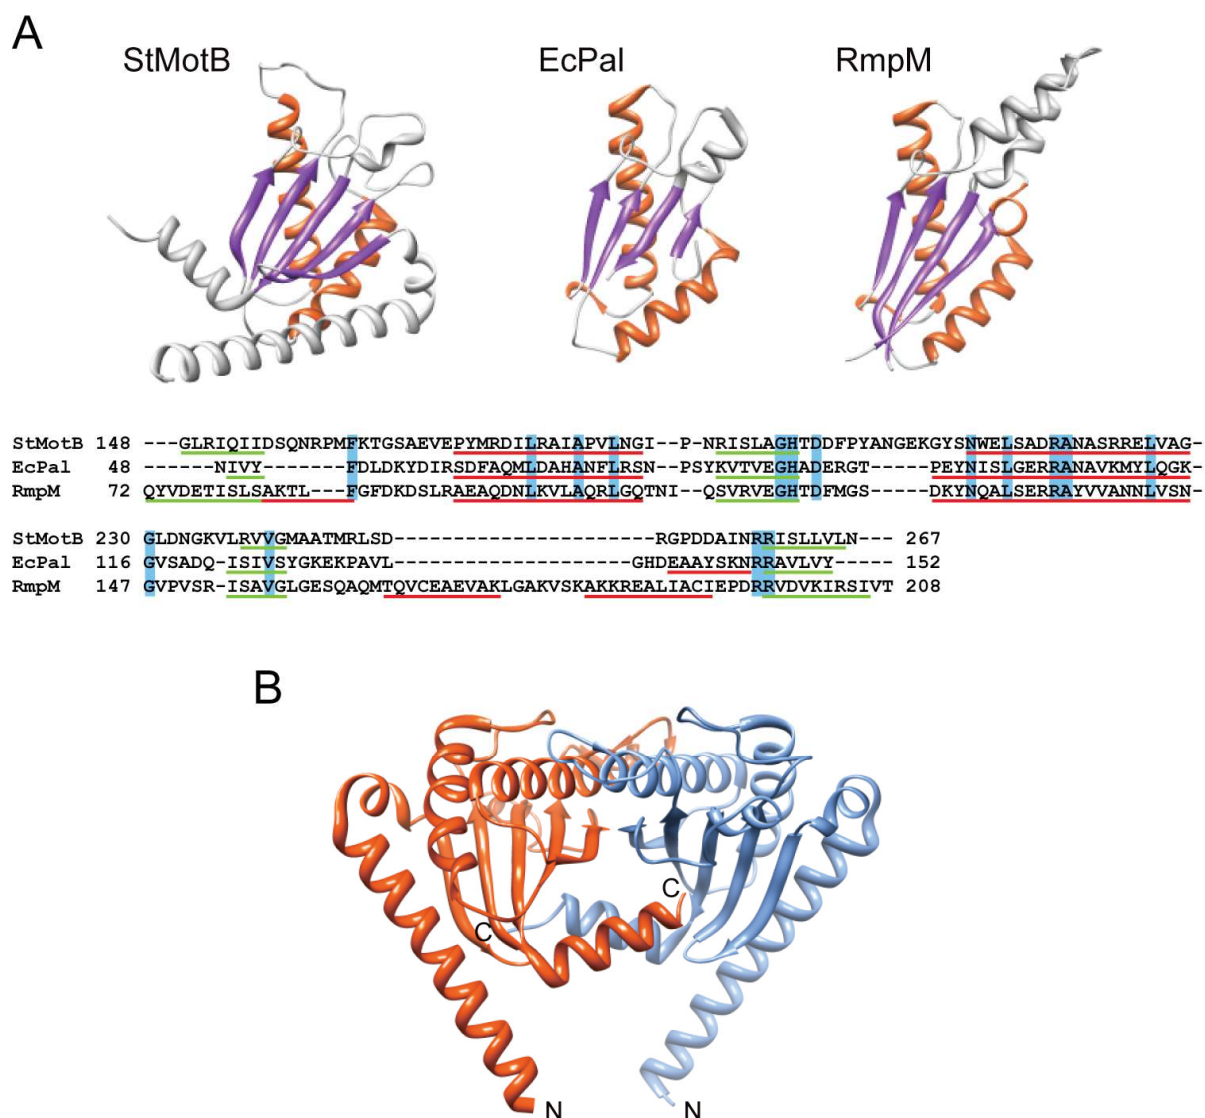 A
StMotB EcPal RmpM
StMotB 148 ---GLRIQIIDSQNRPMFKTGSAEVEPYMRDILRAIAPVLNGI--P-NRISLAGHTDDFPYANGEKGYSNWELSADRANASRRELVAG-
EcPal 48 ------NIVY-------FDLDKYDIRSDFAQMLDAHANFLRSN--PSYKVTVEGHADERGT-----PEYNISLGERRANAVKMYLQGK-
RmpM 72 QYVDETISLSAKTL---FGFDKDSLRAEAQDNLKVLAQRLGQTNI--QSVRVEGHTDFMGS-----DKYNQALSERRAYVVANNLVSN-
StMotB 230 GLDNGKVLRVVGMAATMRLSD-----------------------RGPDDAINRRISLLVLN---- 267
EcPal 116 GVSADQ-ISIVSYGKEKPAVL---------------------GHDEAAYSKNRRAVLVY----- 152
RmpM 147 GVPVSR-ISAVGLGESQAQMTQVCEAEVAKLGAKVSKAKKREALIACIEPDRRVDVKIRSIVT 208
B
C
C
N N